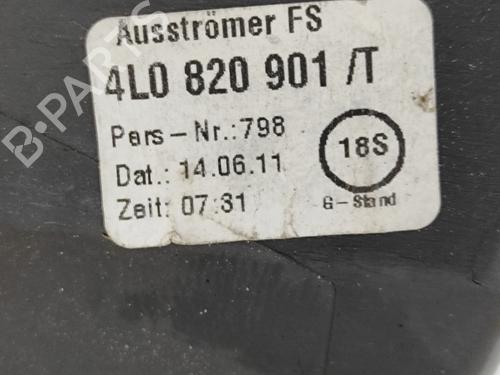 Ausströmer FS
4L0 820 901 /T
Pers-Nr.:798
Dat.: 14.06.11
Zeit: 07:31
18S
G-Stand
B-PARTS